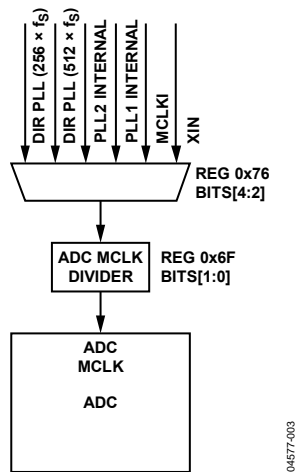 DIR PLL (256 × fS)
DIR PLL (512 × fS)
PLL2 INTERNAL
PLL1 INTERNAL
MCLKI
XIN
REG 0x76
BITS[4:2]
ADC MCLK
DIVIDER
REG 0x6F
BITS[1:0]
ADC
MCLK
ADC
04577-003